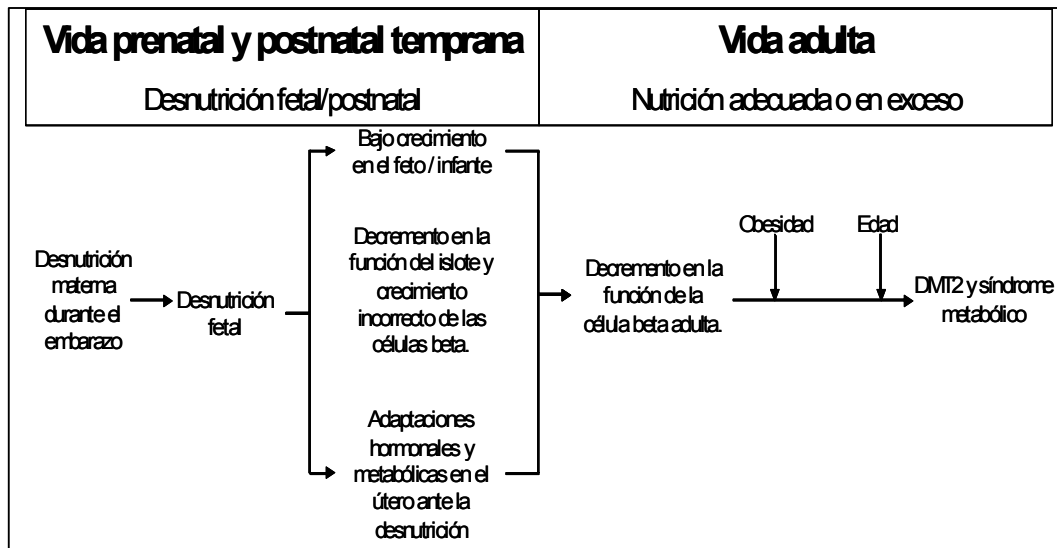 Vida prenatal y postnatal temprana
Desnutrición fetal/postnatal
Vida adulta
Nutrición adecuada o en exceso
Desnutrición
materna
durante el
embarazo
Desnutrición
fetal
Bajo crecimiento
en el feto / infante
Decremento en la
función del islote y
crecimiento
incorrecto de las
células beta.
Adaptaciones
hormonales y
metabólicas en el
útero ante la
desnutrición
Decremento en la
función de la
célula beta adulta.
Obesidad
Edad
DMT2 y síndrome
metabólico